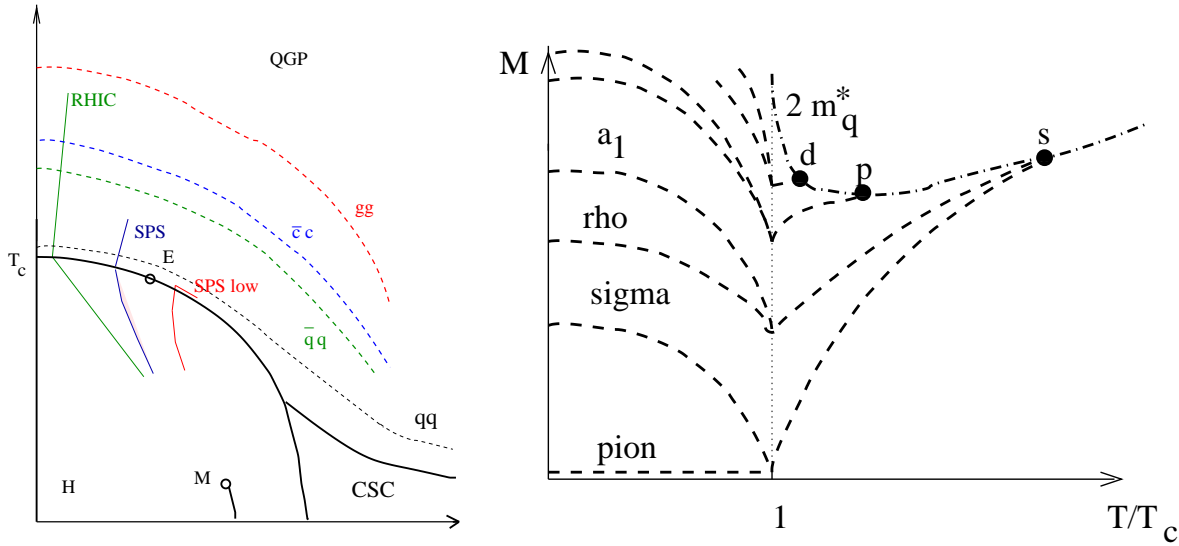 QGP
RHIC
gg
c̅ c
SPS
E
T_c
SPS low
q̅ q
qq
M
H
CSC
M
2 m*_q
a_1
d
p
s
rho
sigma
pion
1
T/T_c